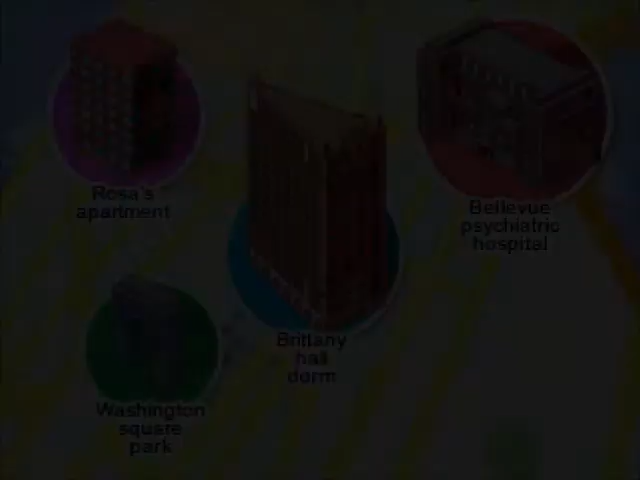 Rosa's
apartment
Bellevue
psychiatric
hospital
Brittany
hall
dorm
Washington
square
park